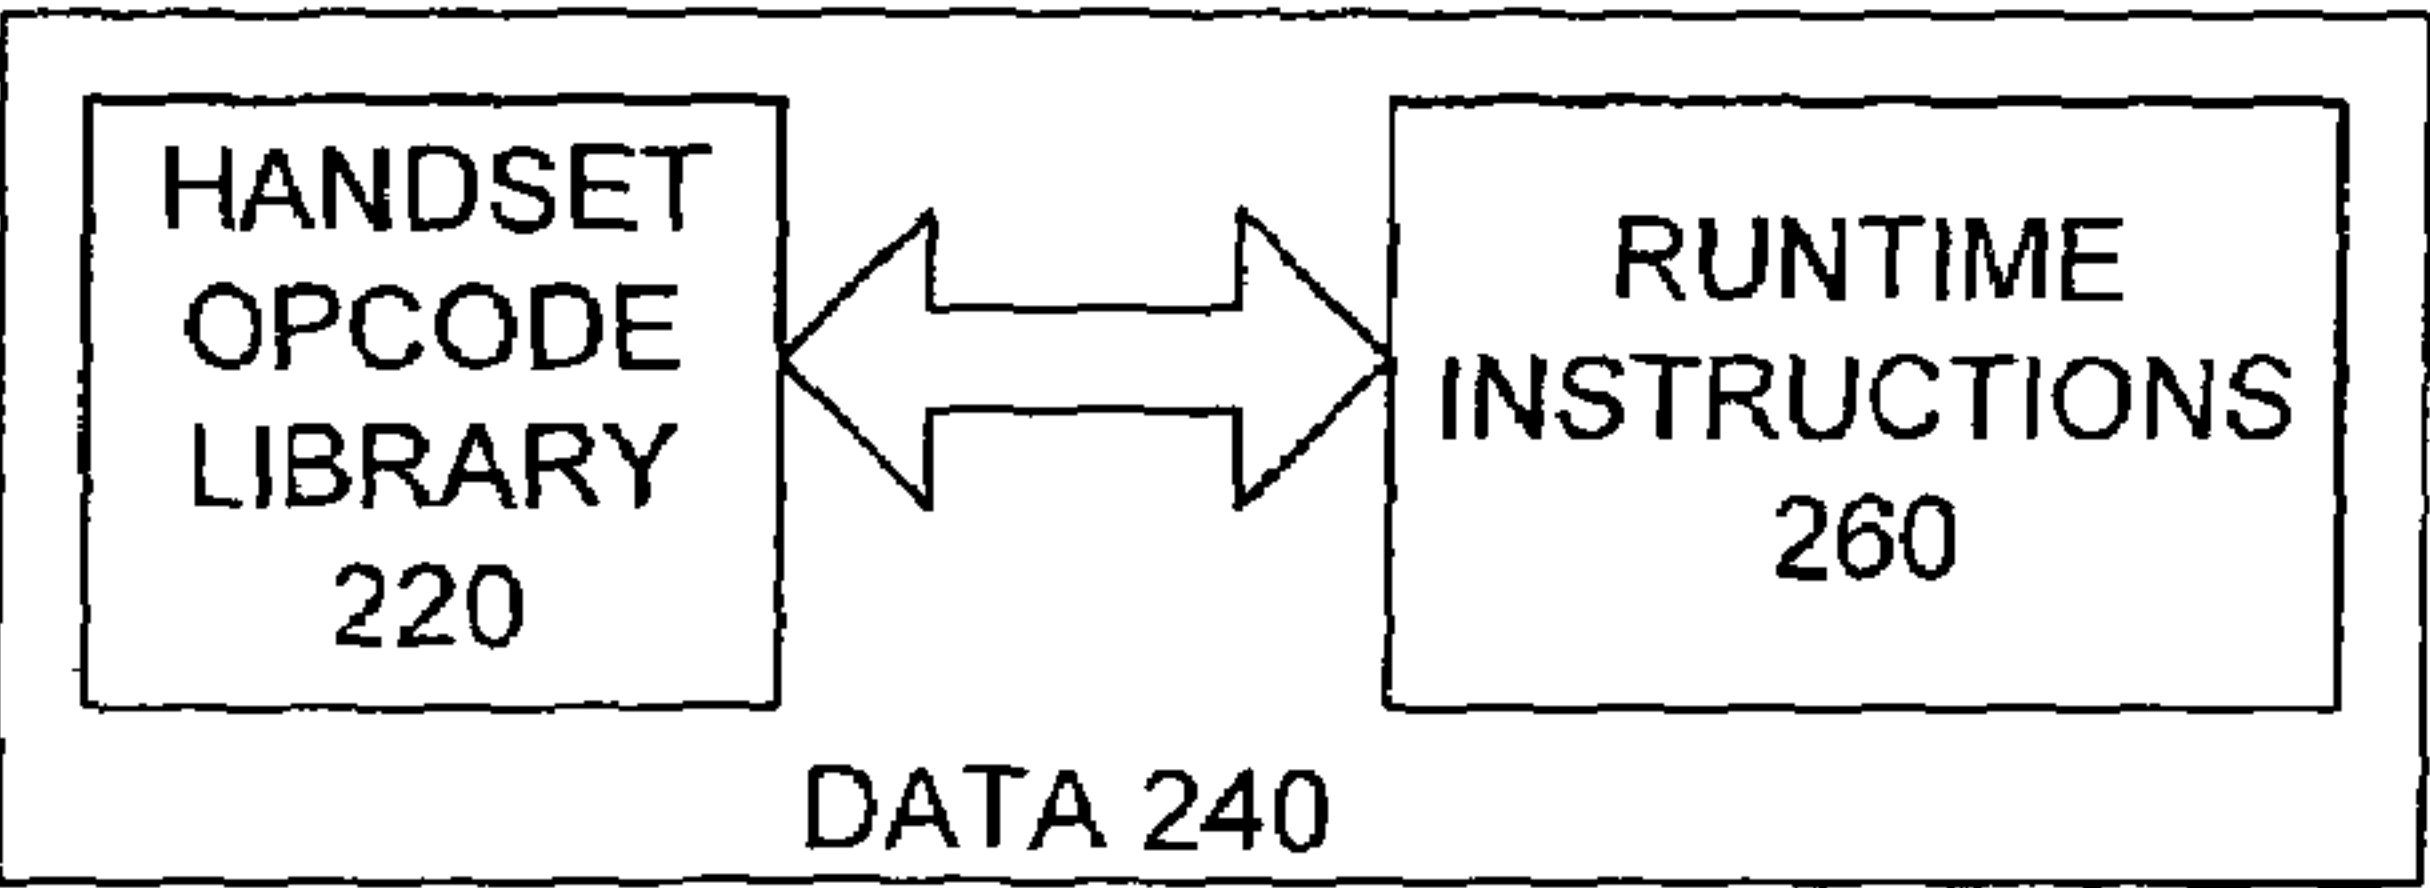 HANDSET
OPCODE
LIBRARY
220
RUNTIME
INSTRUCTIONS
260
DATA 240